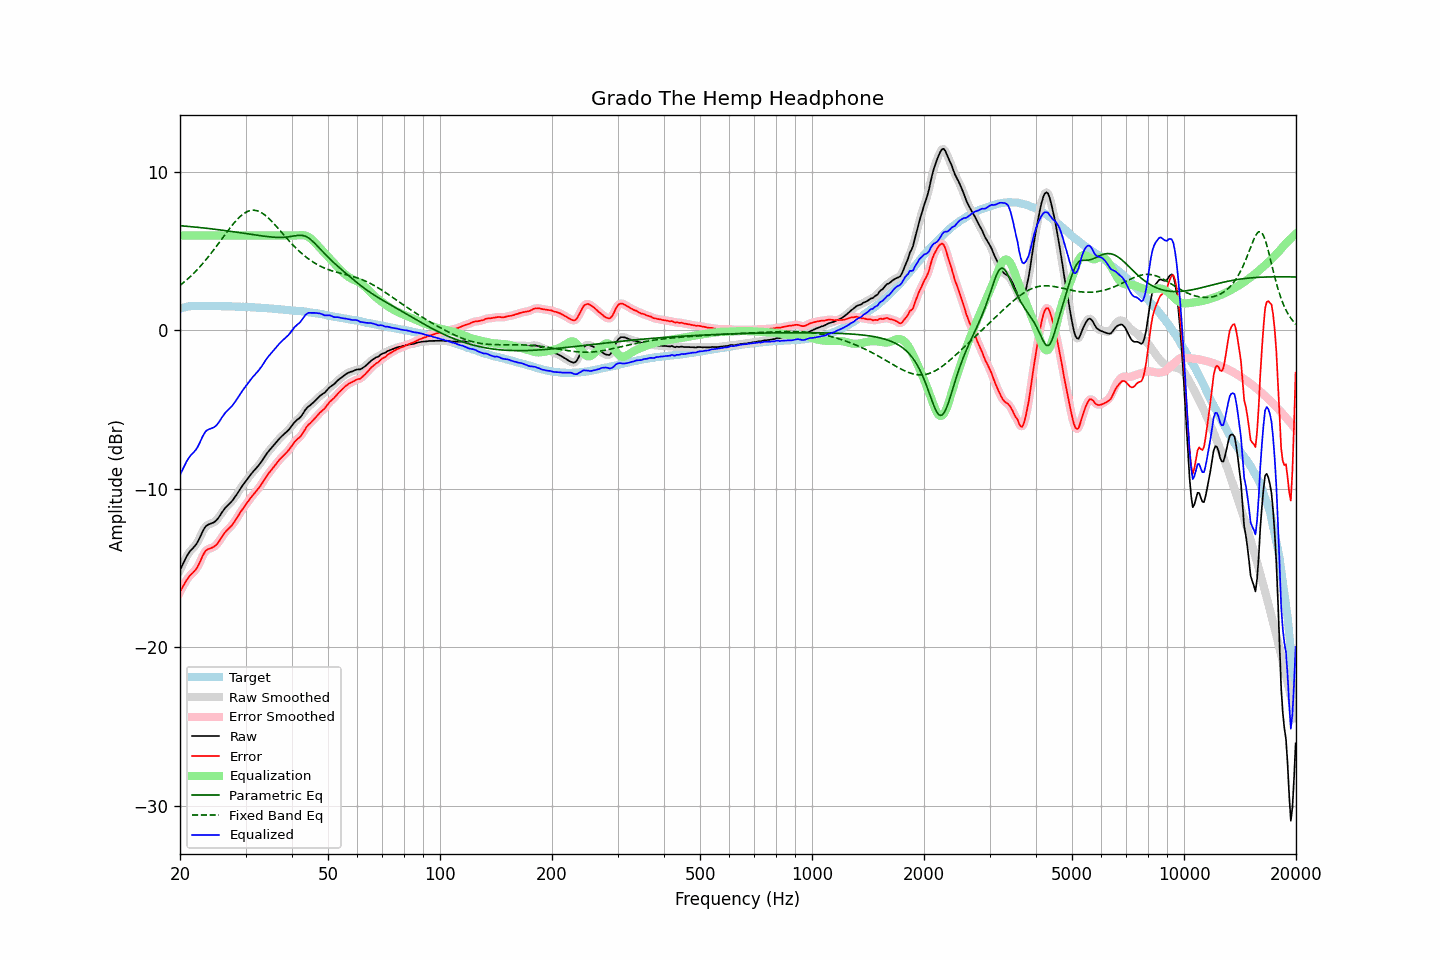 Grado The Hemp Headphone
Amplitude (dBr)
10
0
−10
−20
−30
Target
Raw Smoothed
Error Smoothed
Raw
Error
Equalization
Parametric Eq
Fixed Band Eq
Equalized
20 50 100 200 500 1000 2000 5000 10000 20000
Frequency (Hz)